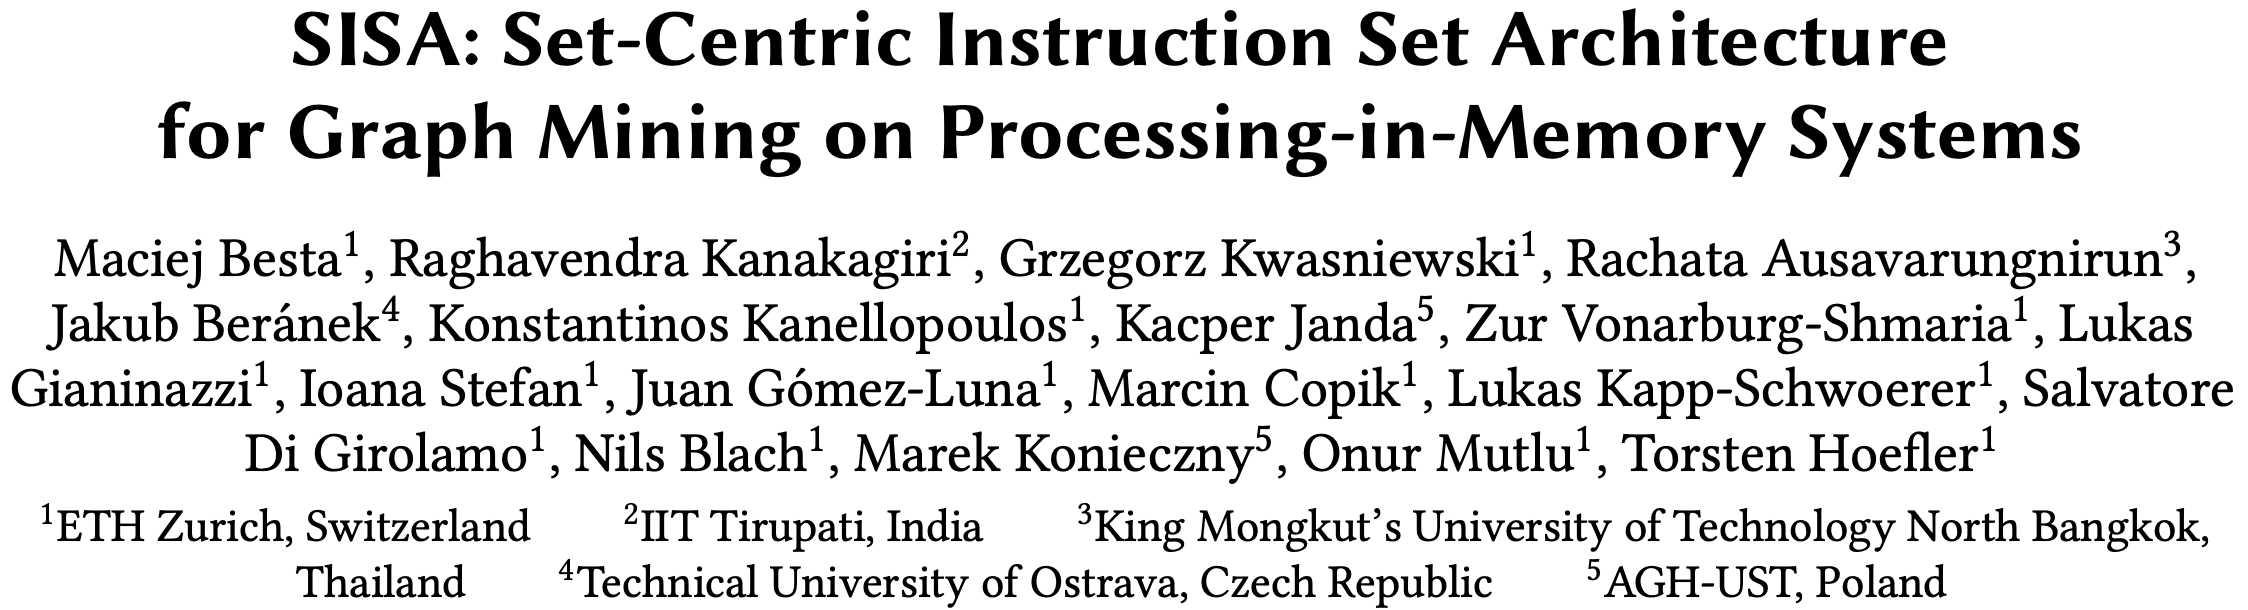 SISA: Set-Centric Instruction Set Architecture
for Graph Mining on Processing-in-Memory Systems
Maciej Besta¹, Raghavendra Kanakagiri², Grzegorz Kwasniewski¹, Rachata Ausavarungnirun³,
Jakub Beránek⁴, Konstantinos Kanellopoulos¹, Kacper Janda⁵, Zur Vonarburg-Shmaria¹, Lukas
Gianinazzi¹, Ioana Stefan¹, Juan Gómez-Luna¹, Marcin Copik¹, Lukas Kapp-Schwoerer¹, Salvatore
Di Girolamo¹, Nils Blach¹, Marek Konieczny⁵, Onur Mutlu¹, Torsten Hoefler¹
¹ETH Zurich, Switzerland ²IIT Tirupati, India ³King Mongkut's University of Technology North Bangkok,
Thailand ⁴Technical University of Ostrava, Czech Republic ⁵AGH-UST, Poland